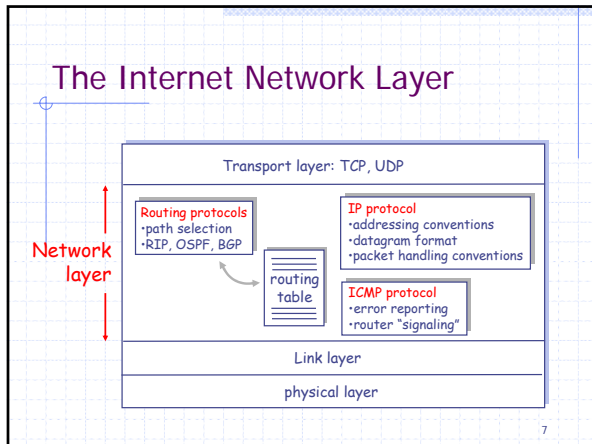 The Internet Network Layer
Transport layer: TCP, UDP
Network
layer
Routing protocols
•path selection
•RIP, OSPF, BGP
routing
table
IP protocol
•addressing conventions
•datagram format
•packet handling conventions
ICMP protocol
•error reporting
•router “signaling”
Link layer
physical layer
7